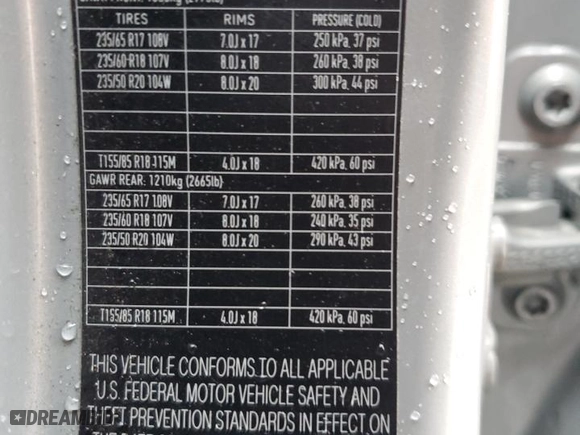 TIRES RIMS PRESSURE (COLD)
235/65 R17 108V 7.0J x 17 250 kPa, 37 psi
235/60 R18 107V 8.0J x 18 260 kPa, 38 psi
235/50 R20 104W 8.0J x 20 300 kPa, 44 psi
T155/85 R18 115M 4.0J x 18 420 kPa, 60 psi
GAWR REAR: 1210kg (2665lb)
235/65 R17 108V 7.0J x 17 260 kPa, 38 psi
235/60 R18 107V 8.0J x 18 240 kPa, 35 psi
235/50 R20 104W 8.0J x 20 290 kPa, 43 psi
T155/85 R18 115M 4.0J x 18 420 kPa, 60 psi
THIS VEHICLE CONFORMS TO ALL APPLICABLE
U.S. FEDERAL MOTOR VEHICLE SAFETY AND
THEFT PREVENTION STANDARDS IN EFFECT ON